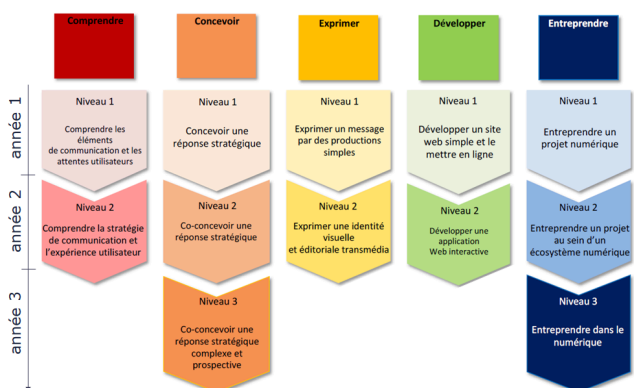 Comprendre
Concevoir
Exprimer
Développer
Entreprendre
année 1
Niveau 1
Comprendre les
éléments
de communication et les
attentes utilisateurs
Niveau 1
Concevoir une
réponse stratégique
Niveau 1
Exprimer un message
par des productions
simples
Niveau 1
Développer un site
web simple et le
mettre en ligne
Niveau 1
Entreprendre un
projet numérique
année 2
Niveau 2
Comprendre la stratégie
de communication et
l'expérience utilisateur
Niveau 2
Co-concevoir une
réponse stratégique
Niveau 2
Exprimer une identité
visuelle
et éditoriale transmédia
Niveau 2
Développer une
application
Web interactive
Niveau 2
Entreprendre un projet
au sein d'un
écosystème numérique
année 3
Niveau 3
Co-concevoir une
réponse stratégique
complexe et
prospective
Niveau 3
Entreprendre dans le
numérique